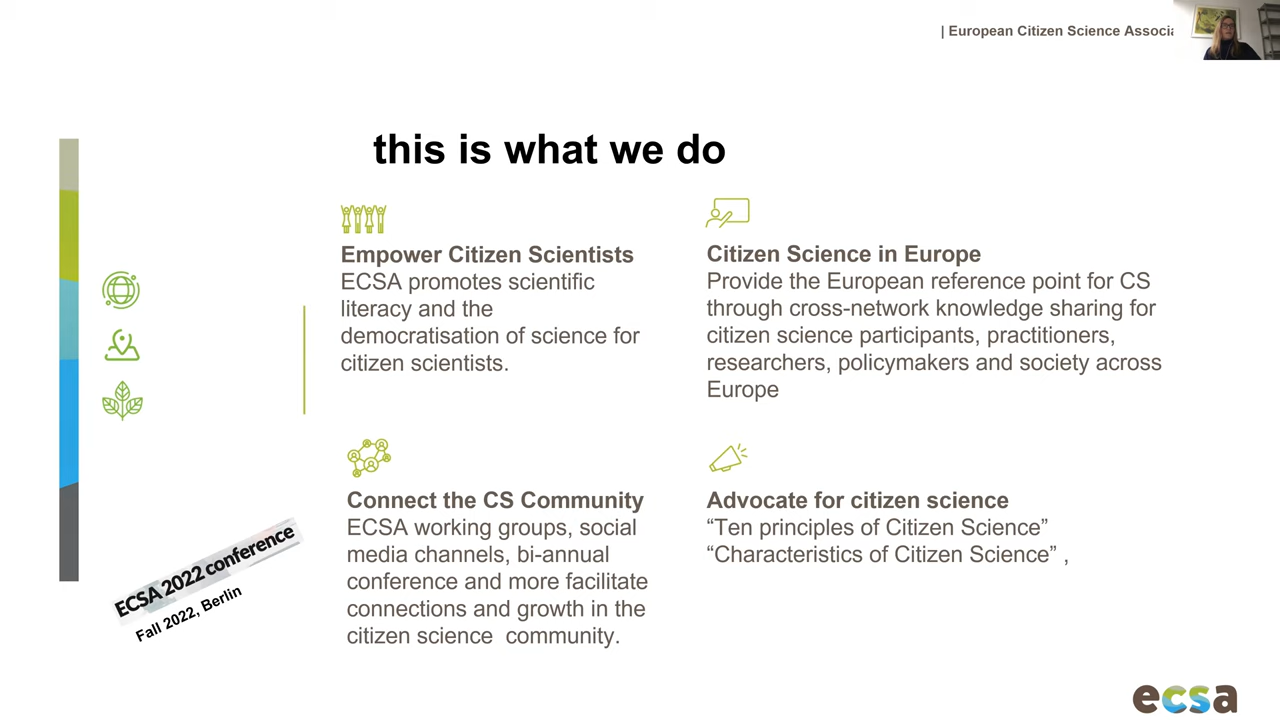 | European Citizen Science Associa
this is what we do
Empower Citizen Scientists
ECSA promotes scientific
literacy and the
democratisation of science for
citizen scientists.
Citizen Science in Europe
Provide the European reference point for CS
through cross-network knowledge sharing for
citizen science participants, practitioners,
researchers, policymakers and society across
Europe
Connect the CS Community
ECSA working groups, social
media channels, bi-annual
conference and more facilitate
connections and growth in the
citizen science  community.
Advocate for citizen science
“Ten principles of Citizen Science”
“Characteristics of Citizen Science” ,
ECSA 2022 conference
Fall 2022, Berlin
ecsa